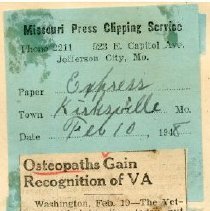 Missouri Press Clipping Service
Phone 2211 523 E. Capitol Ave.
Jefferson City, Mo.
Paper Express
Town Kirksville Mo.
Date Feb 10 1948
Osteopaths Gain
Recognition of VA
Washington, Feb. 10—The Vet-